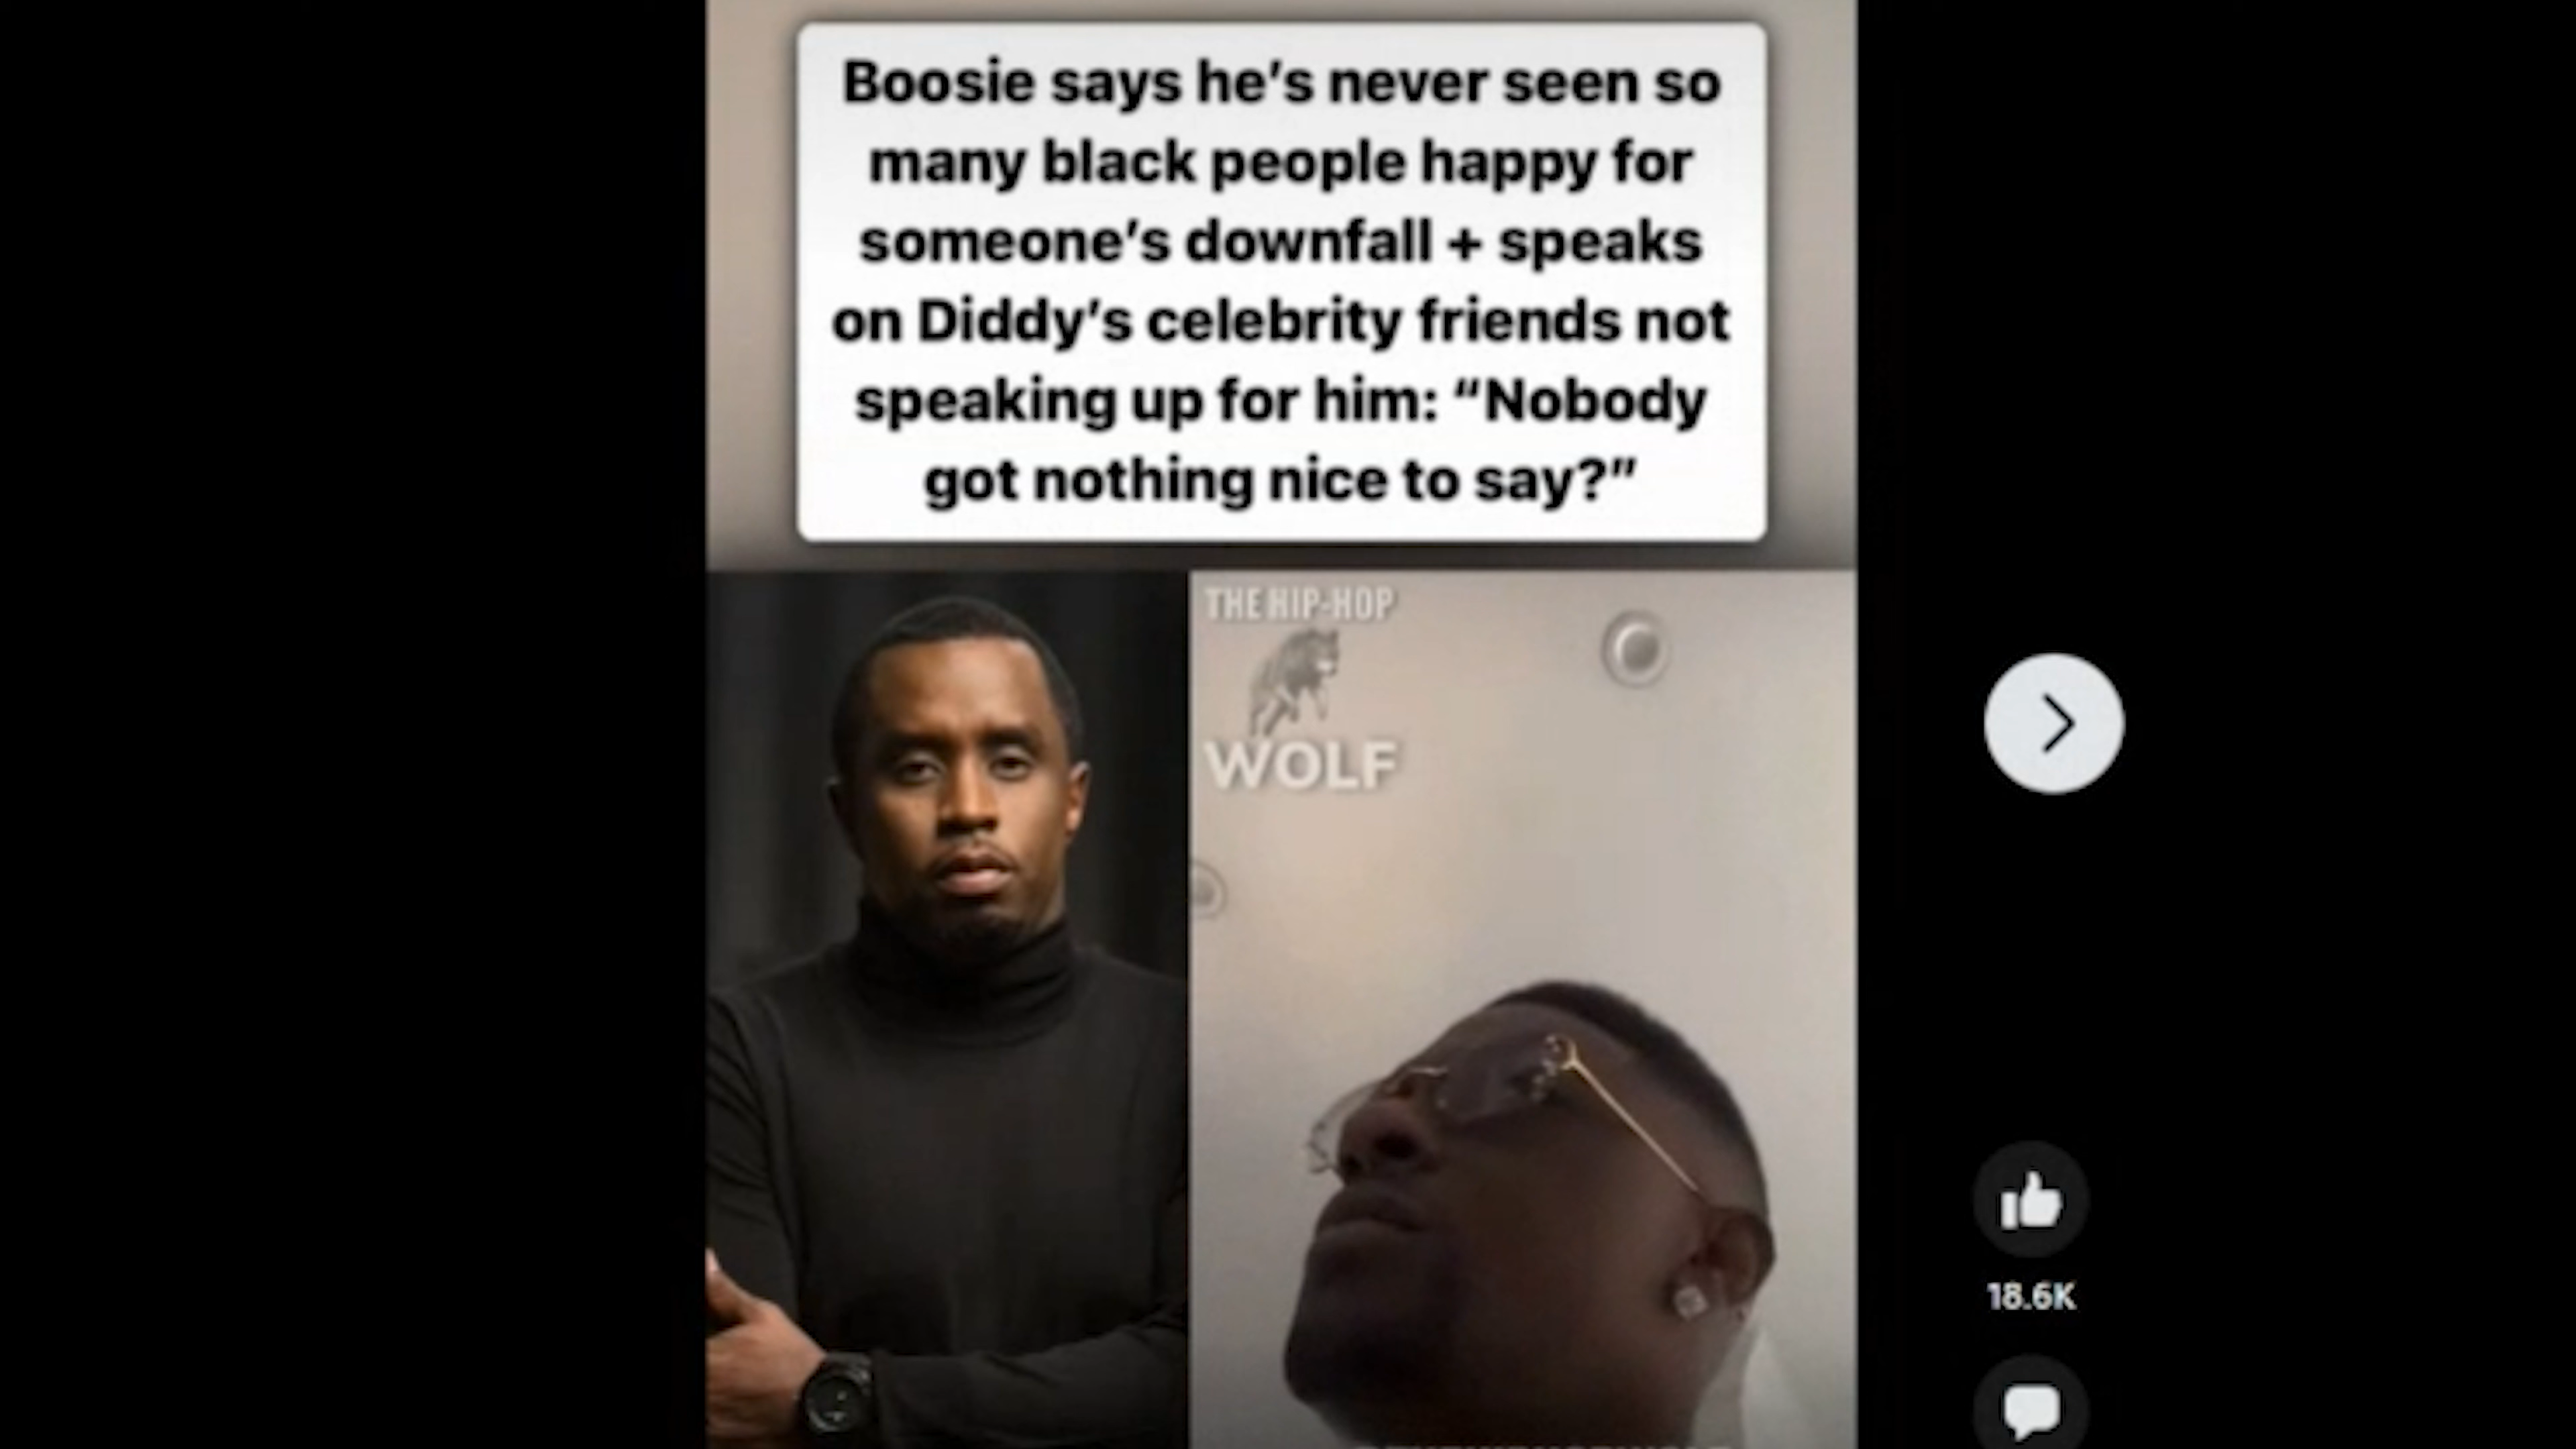 Boosie says he’s never seen so
many black people happy for
someone’s downfall + speaks
on Diddy’s celebrity friends not
speaking up for him: “Nobody
got nothing nice to say?”
THE HIP-HOP
WOLF
18.6K